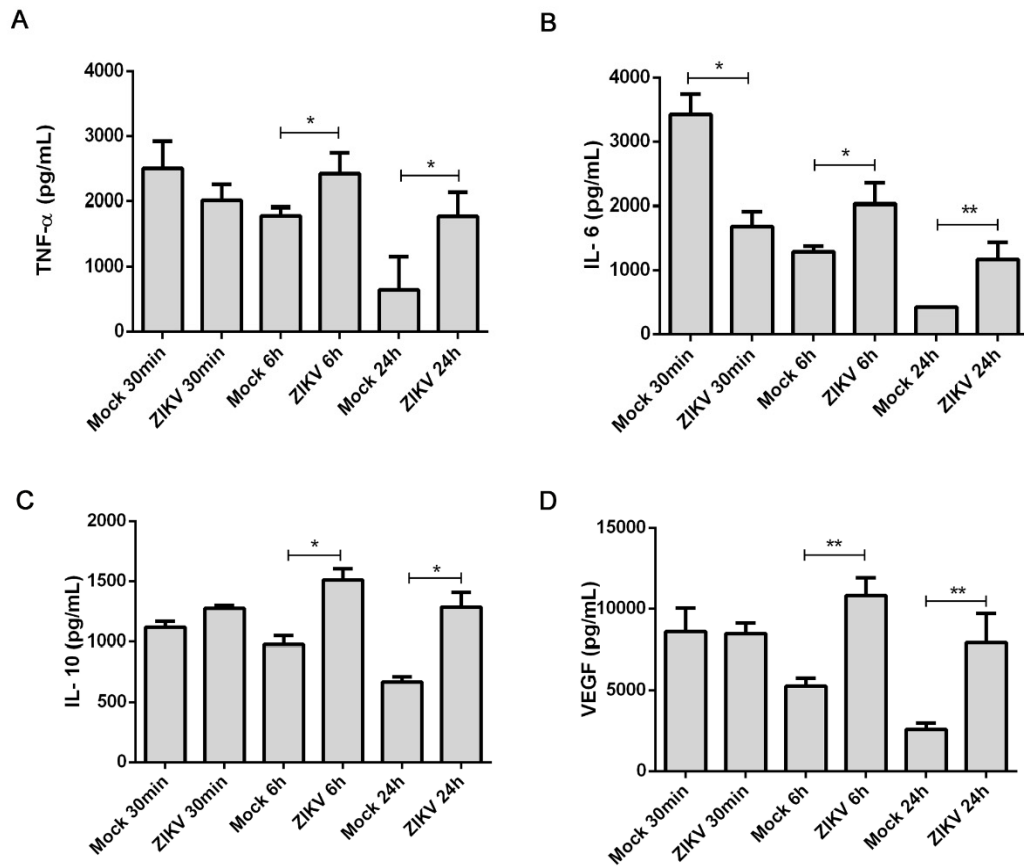 A
TNF-α (pg/mL)
4000
3000
2000
1000
0
*
*
Mock 30min
ZIKV 30min
Mock 6h
ZIKV 6h
Mock 24h
ZIKV 24h
B
IL- 6 (pg/mL)
4000
3000
2000
1000
0
*
*
**
Mock 30min
ZIKV 30min
Mock 6h
ZIKV 6h
Mock 24h
ZIKV 24h
C
IL- 10 (pg/mL)
2000
1500
1000
500
0
*
*
Mock 30min
ZIKV 30min
Mock 6h
ZIKV 6h
Mock 24h
ZIKV 24h
D
VEGF (pg/mL)
15000
10000
5000
0
**
**
Mock 30min
ZIKV 30min
Mock 6h
ZIKV 6h
Mock 24h
ZIKV 24h